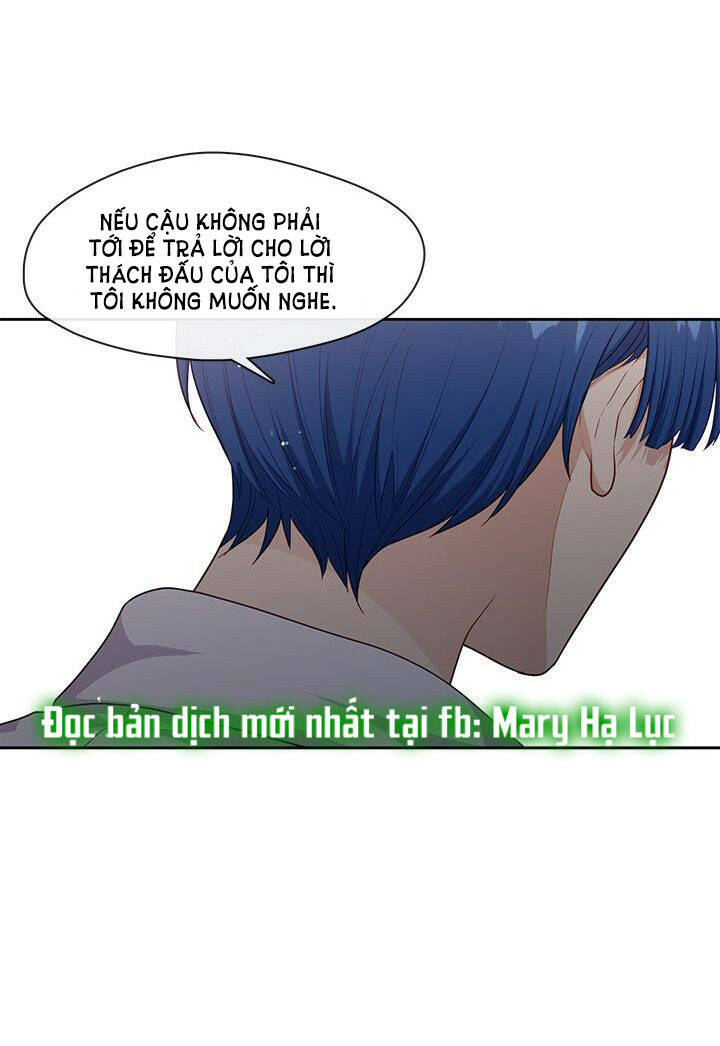 NẾU CẬU KHÔNG PHẢI
TỚI ĐỂ TRẢ LỜI CHO LỜI
THÁCH ĐẤU CỦA TÔI THÌ
TÔI KHÔNG MUỐN NGHE.
Đọc bản dịch mới nhất tại fb: Mary Hạ Lục